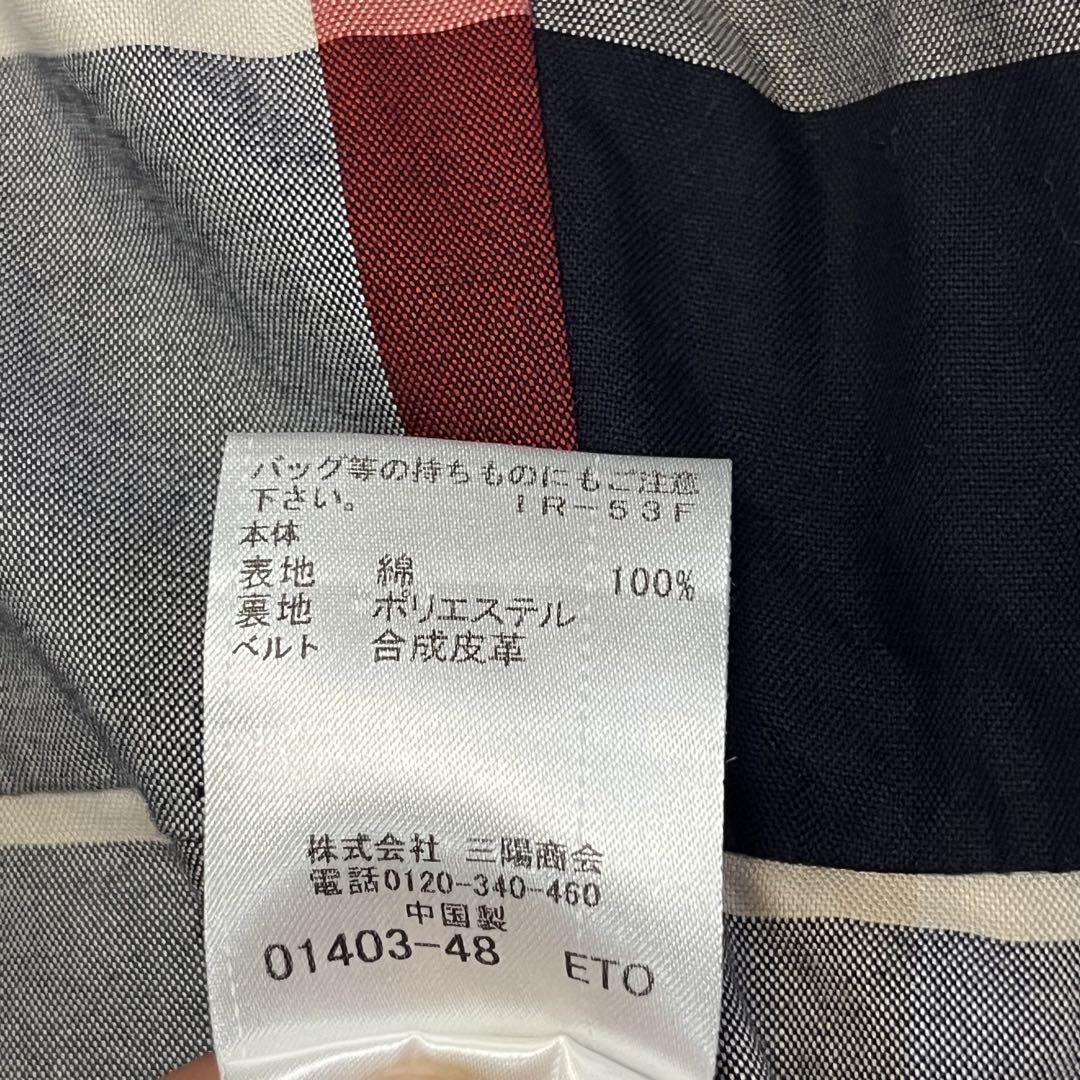 バッグ等の持ちものにもご注意
下さい。 IR-53F
本体
表地 綿 100%
裏地 ポリエステル
ベルト 合成皮革
株式会社 三陽商会
電話0120-340-460
中国製
01403-48 ETO